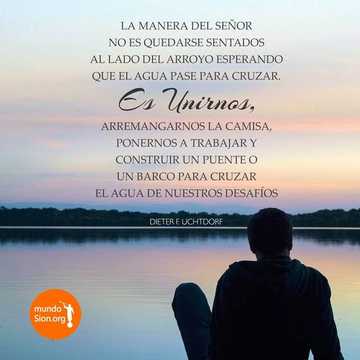 LA MANERA DEL SEÑOR
NO ES QUEDARSE SENTADOS
AL LADO DEL ARROYO ESPERANDO
QUE EL AGUA PASE PARA CRUZAR.
Es Unirnos,
ARREMANGARNOS LA CAMISA,
PONERNOS A TRABAJAR Y
CONSTRUIR UN PUENTE O
UN BARCO PARA CRUZAR
EL AGUA DE NUESTROS DESAFÍOS
DIETER F. UCHTDORF
mundo
Sion.org